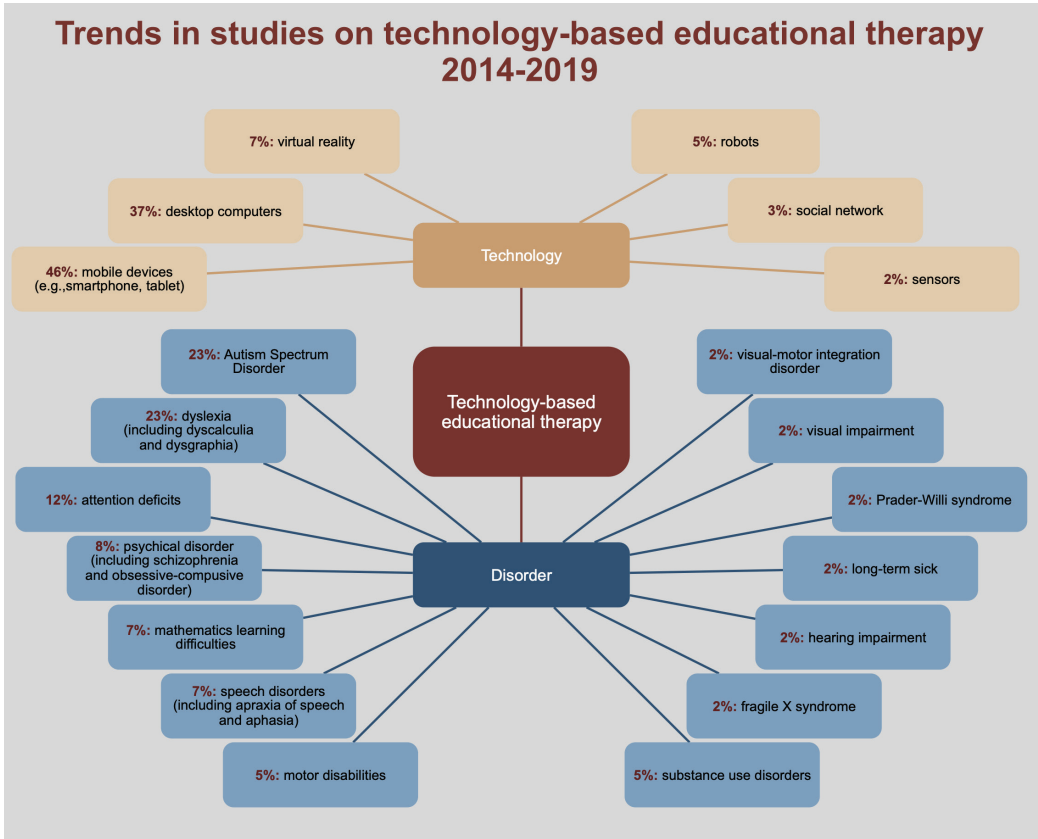 Trends in studies on technology-based educational therapy
2014-2019
7%: virtual reality
5%: robots
37%: desktop computers
3%: social network
46%: mobile devices
(e.g.,smartphone, tablet)
Technology
2%: sensors
23%: Autism Spectrum
Disorder
2%: visual-motor integration
disorder
Technology-based
educational therapy
23%: dyslexia
(including dyscalculia
and dysgraphia)
2%: visual impairment
12%: attention deficits
2%: Prader-Willi syndrome
8%: psychical disorder
(including schizophrenia
and obsessive-compusive
disorder)
Disorder
2%: long-term sick
7%: mathematics learning
difficulties
2%: hearing impairment
7%: speech disorders
(including apraxia of speech
and aphasia)
2%: fragile X syndrome
5%: motor disabilities
5%: substance use disorders